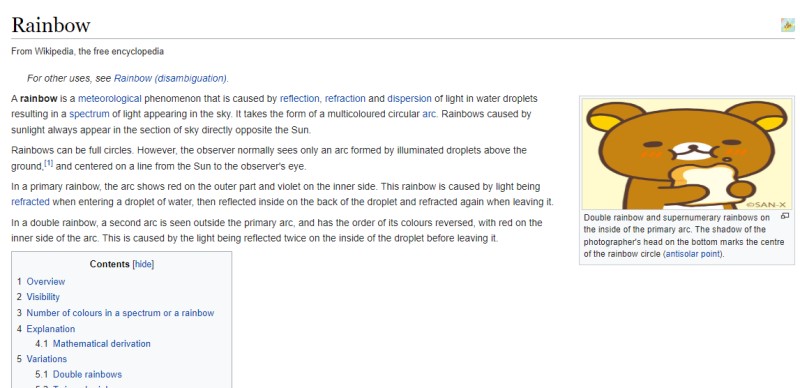 Rainbow
From Wikipedia, the free encyclopedia
For other uses, see Rainbow (disambiguation).
A rainbow is a meteorological phenomenon that is caused by reflection, refraction and dispersion of light in water droplets
resulting in a spectrum of light appearing in the sky. It takes the form of a multicoloured circular arc. Rainbows caused by
sunlight always appear in the section of sky directly opposite the Sun.
Rainbows can be full circles. However, the observer normally sees only an arc formed by illuminated droplets above the
ground,[1] and centered on a line from the Sun to the observer's eye.
In a primary rainbow, the arc shows red on the outer part and violet on the inner side. This rainbow is caused by light being
refracted when entering a droplet of water, then reflected inside on the back of the droplet and refracted again when leaving it.
In a double rainbow, a second arc is seen outside the primary arc, and has the order of its colours reversed, with red on the
inner side of the arc. This is caused by the light being reflected twice on the inside of the droplet before leaving it.
©SAN-X
Double rainbow and supernumerary rainbows on
the inside of the primary arc. The shadow of the
photographer's head on the bottom marks the centre
of the rainbow circle (antisolar point).
Contents [hide]
1 Overview
2 Visibility
3 Number of colours in a spectrum or a rainbow
4 Explanation
4.1 Mathematical derivation
5 Variations
5.1 Double rainbows